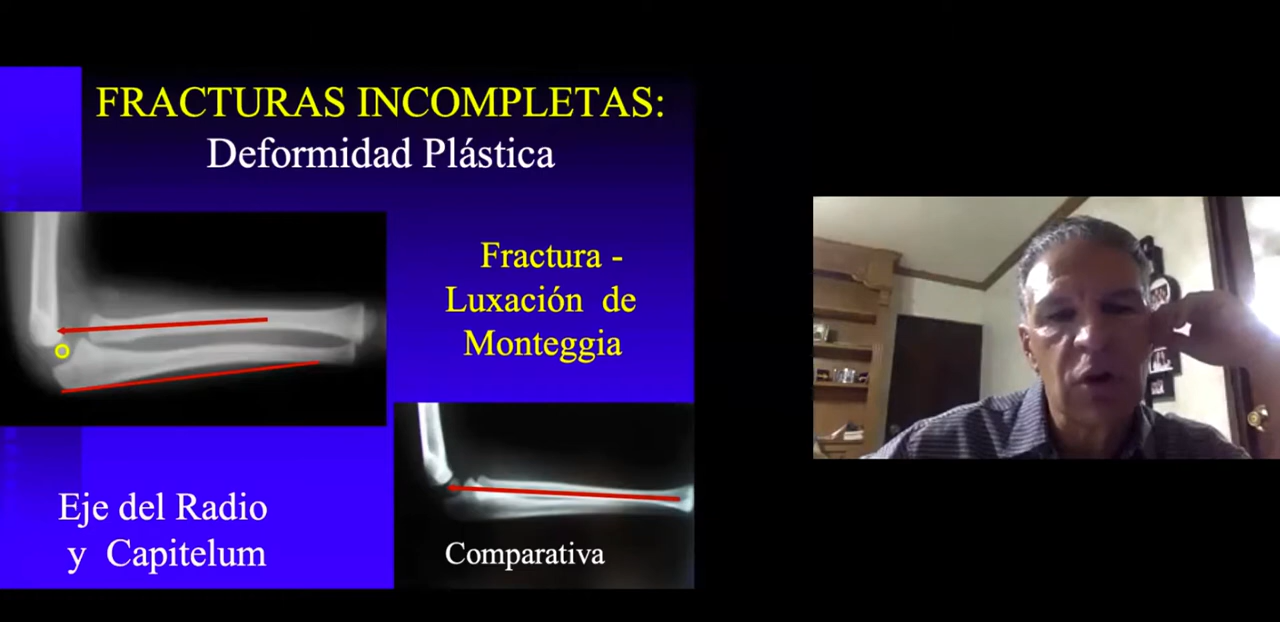 FRACTURAS INCOMPLETAS:
Deformidad Plástica
Fractura -
Luxación de
Monteggia
Eje del Radio
y Capitelum
Comparativa